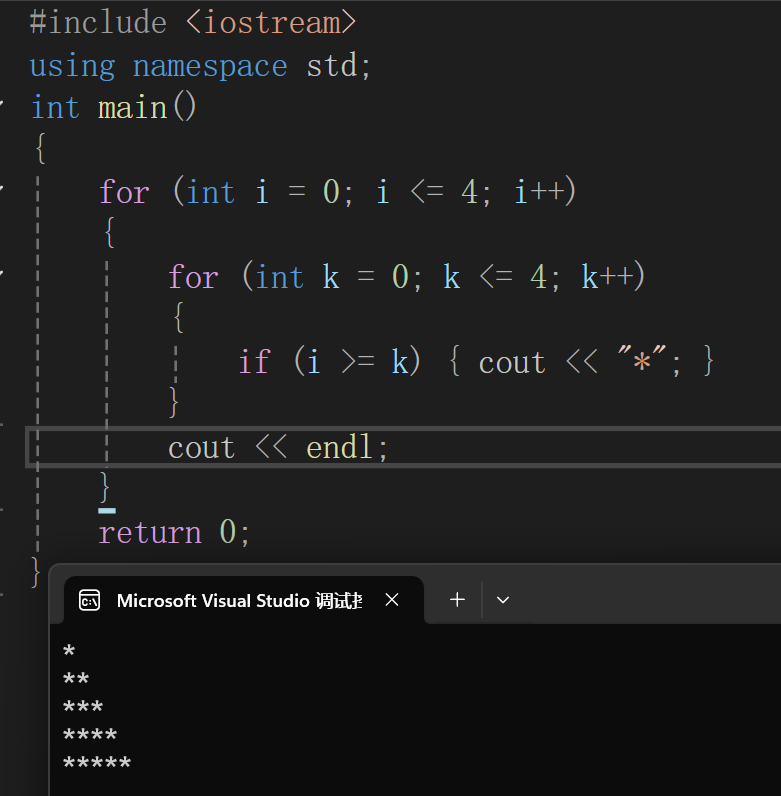 #include <iostream>
using namespace std;
int main()
{
for (int i = 0; i <= 4; i++)
{
for (int k = 0; k <= 4; k++)
{
if (i >= k) { cout << "*"; }
}
cout << endl;
}
return 0;
}
Microsoft Visual Studio 调试
*
**
***
****
*****